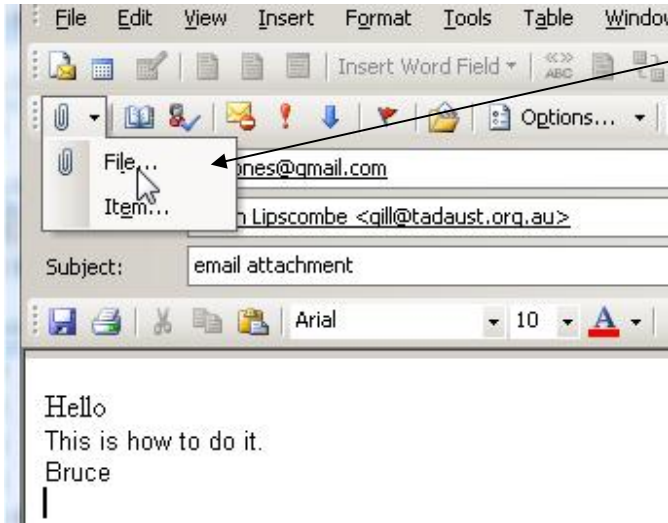 File Edit View Insert Format Tools Table
Insert Word Field ABC
Options...
File...
ones@gmail.com
Item...
Lipscombe <gill@tadaust.org.au>
Subject: email attachment
Arial 10 A
Hello
This is how to do it.
Bruce